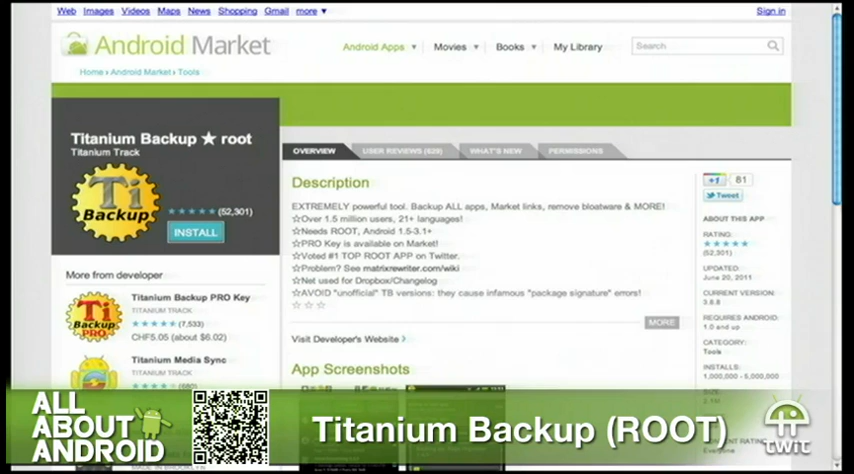 Web Images Videos Maps News Shopping Gmail more ▼ Sign in
Android Market
Android Apps ▼ Movies ▼ Books ▼ My Library Search
Home › Android Market › Tools
Titanium Backup ★ root
Titanium Track
Ti
Backup
★★★★★ (52,301)
INSTALL
OVERVIEW USER REVIEWS (629) WHAT'S NEW PERMISSIONS
Description
EXTREMELY powerful tool. Backup ALL apps, Market links, remove bloatware & MORE!
☆Over 1.5 million users, 21+ languages!
☆Needs ROOT, Android 1.5-3.1+
☆PRO Key is available on Market!
☆Voted #1 TOP ROOT APP on Twitter.
☆Problem? See matrixrewriter.com/wiki
☆Net used for Dropbox/Changelog
☆AVOID "unofficial" TB versions: they cause infamous "package signature" errors!
☆ ☆ ☆
MORE
Visit Developer's Website ›
App Screenshots
+1 81
Tweet
ABOUT THIS APP
RATING:
★★★★★
(52,301)
UPDATED:
June 20, 2011
CURRENT VERSION:
3.8.8
REQUIRES ANDROID:
1.0 and up
CATEGORY:
Tools
INSTALLS:
1,000,000 - 5,000,000
Everyone
More from developer
Ti
Backup
PRO
Titanium Backup PRO Key
TITANIUM TRACK
★★★★★ (7,533)
CHF5.05 (about $6.02)
Titanium Media Sync
TITANIUM TRACK
★★★★★ (680)
ALL
ABOUT
ANDROID
Titanium Backup (ROOT)
TWiT